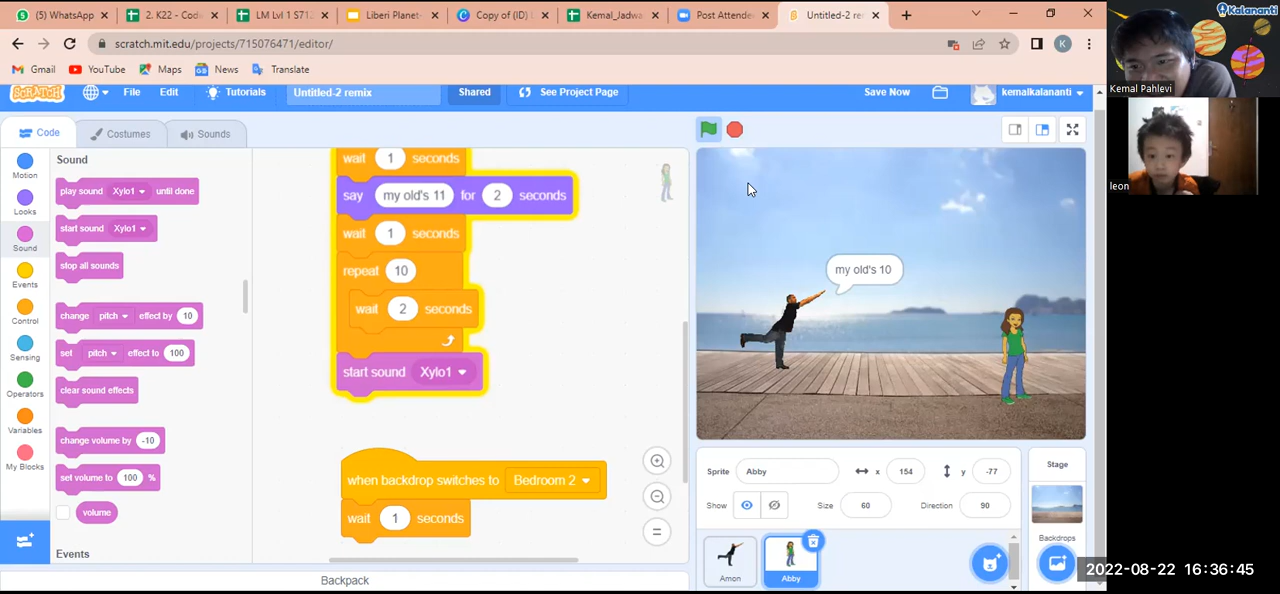 (5) WhatsApp
2. K22 - Codi
LM Lvl 1 S712
Liberi Planet
Copy of (ID) I
Kemal_Jadwa
Post Attende
Untitled-2 rem
scratch.mit.edu/projects/715076471/editor/
K
Gmail
YouTube
Maps
News
Translate
SCRATCH
File
Edit
Tutorials
Untitled-2 remix
Shared
See Project Page
Save Now
kemalkalananti
Kalananti
Kemal Pahlevi
leon
Code
Costumes
Sounds
Motion
Looks
Sound
Events
Control
Sensing
Operators
Variables
My Blocks
Sound
play sound Xylo1 until done
start sound Xylo1
stop all sounds
change pitch effect by 10
set pitch effect to 100
clear sound effects
change volume by -10
set volume to 100 %
volume
Events
wait 1 seconds
say my old's 11 for 2 seconds
wait 1 seconds
repeat 10
wait 2 seconds
start sound Xylo1
when backdrop switches to Bedroom 2
wait 1 seconds
Backpack
my old's 10
Sprite Abby x 154 y -77
Show Size 60 Direction 90
Amon
Abby
Stage
Backdrops
2022-08-22 16:36:45